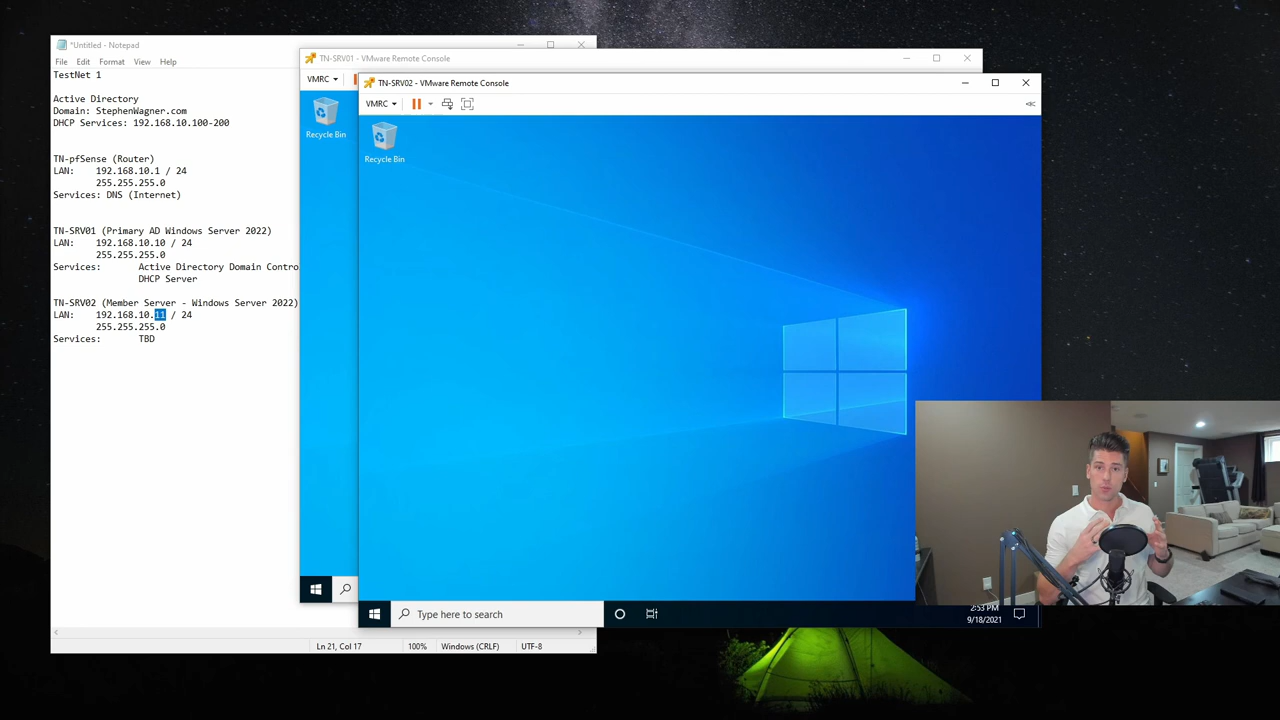 *Untitled - Notepad
File Edit Format View Help
TestNet 1
Active Directory
Domain: StephenWagner.com
DHCP Services: 192.168.10.100-200
TN-pfSense (Router)
LAN: 192.168.10.1 / 24
255.255.255.0
Services: DNS (Internet)
TN-SRV01 (Primary AD Windows Server 2022)
LAN: 192.168.10.10 / 24
255.255.255.0
Services: Active Directory Domain Contro
DHCP Server
TN-SRV02 (Member Server - Windows Server 2022)
LAN: 192.168.10.11 / 24
255.255.255.0
Services: TBD
Ln 21, Col 17 100% Windows (CRLF) UTF-8
TN-SRV01 - VMware Remote Console
VMRC
Recycle Bin
TN-SRV02 - VMware Remote Console
VMRC
Recycle Bin
Type here to search
2:53 PM
9/18/2021